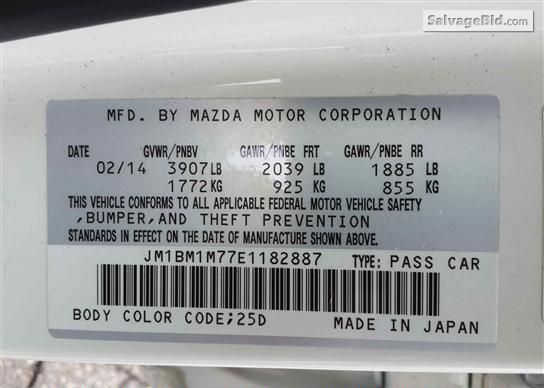 SalvageBid.com
MFD. BY MAZDA MOTOR CORPORATION
DATE GVWR/PNBV GAWR/PNBE FRT GAWR/PNBE RR
02/14 3907LB 2039 LB 1885 LB
1772KG 925 KG 855 KG
THIS VEHICLE CONFORMS TO ALL APPLICABLE FEDERAL MOTOR VEHICLE SAFETY
,BUMPER,AND THEFT PREVENTION
STANDARDS IN EFFECT ON THE DATE OF MANUFACTURE SHOWN ABOVE.
JM1BM1M77E1182887 TYPE: PASS CAR
BODY COLOR CODE;25D MADE IN JAPAN